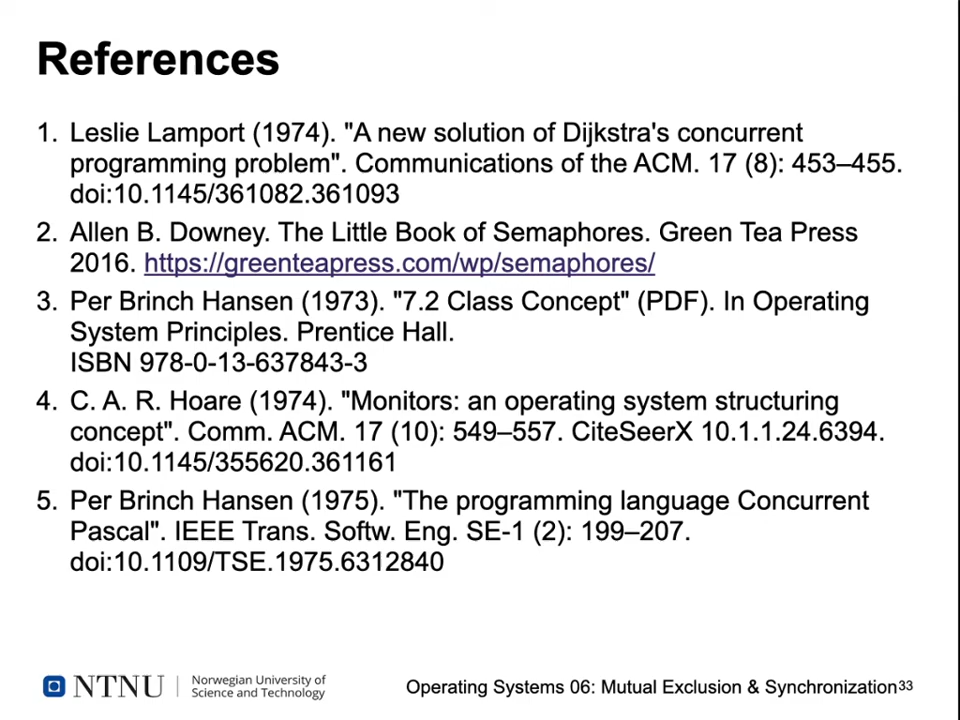 References
1. Leslie Lamport (1974). "A new solution of Dijkstra's concurrent
programming problem". Communications of the ACM. 17 (8): 453–455.
doi:10.1145/361082.361093
2. Allen B. Downey. The Little Book of Semaphores. Green Tea Press
2016. https://greenteapress.com/wp/semaphores/
3. Per Brinch Hansen (1973). "7.2 Class Concept" (PDF). In Operating
System Principles. Prentice Hall.
ISBN 978-0-13-637843-3
4. C. A. R. Hoare (1974). "Monitors: an operating system structuring
concept". Comm. ACM. 17 (10): 549–557. CiteSeerX 10.1.1.24.6394.
doi:10.1145/355620.361161
5. Per Brinch Hansen (1975). "The programming language Concurrent
Pascal". IEEE Trans. Softw. Eng. SE-1 (2): 199–207.
doi:10.1109/TSE.1975.6312840
NTNU
Norwegian University of
Science and Technology
Operating Systems 06: Mutual Exclusion & Synchronization 33